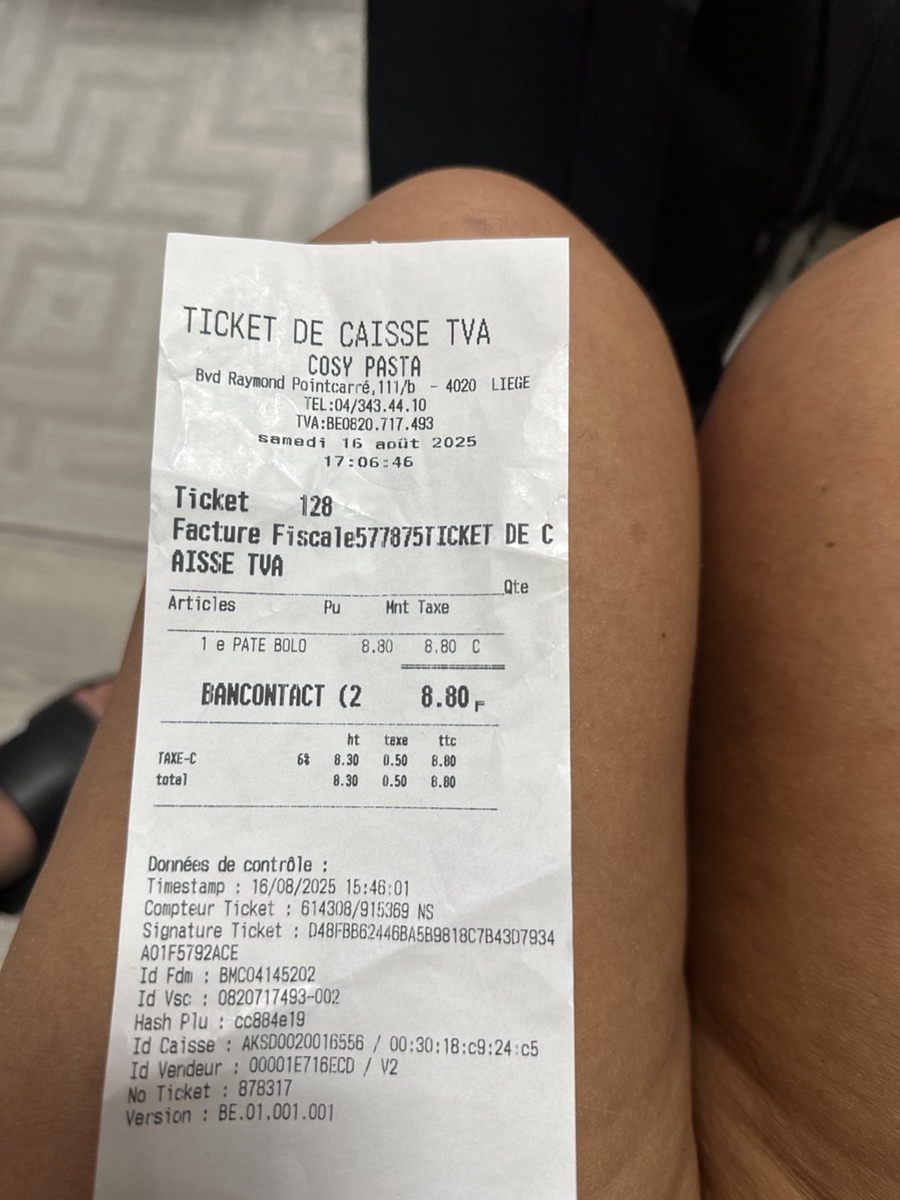 TICKET DE CAISSE TVA
COSY PASTA
Bvd Raymond Pointcarré,111/b - 4020 LIEGE
TEL:04/343.44.10
TVA:BE0820.717.493
samedi 16 août 2025
17:06:46
Ticket 128
Facture Fiscale577875TICKET DE C
AISSE TVA
Qte
Articles Pu Mnt Taxe
1 e PATE BOLO 8.80 8.80 C
BANCONTACT (2 8.80 F
ht taxe ttc
TAXE-C 6% 8.30 0.50 8.80
total 8.30 0.50 8.80
Données de contrôle :
Timestamp : 16/08/2025 15:46:01
Compteur Ticket : 614308/915369 NS
Signature Ticket : D48FBB62446BA5B9818C7B43D7934
A01F5792ACE
Id Fdm : BMC04145202
Id Vsc : 0820717493-002
Hash Plu : cc884e19
Id Caisse : AKSD0020016556 / 00:30:18:c9:24:c5
Id Vendeur : 00001E716ECD / V2
No Ticket : 878317
Version : BE.01.001.001